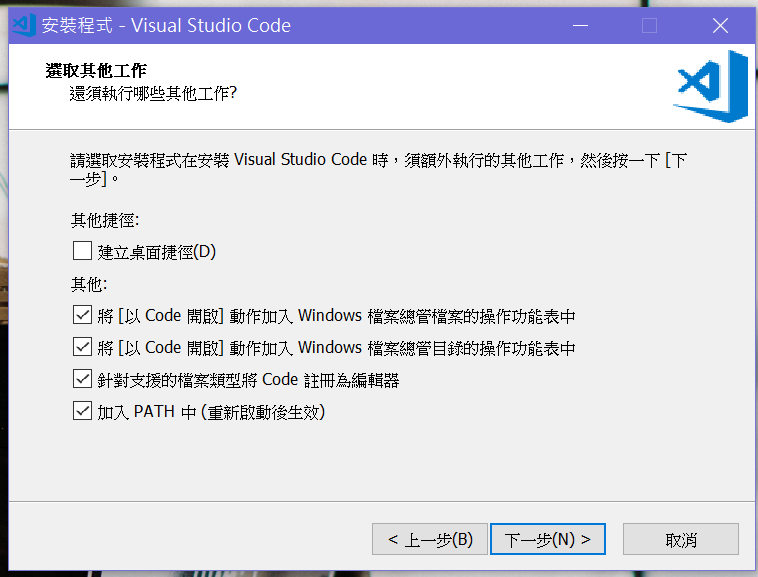 安裝程式 - Visual Studio Code
選取其他工作
還須執行哪些其他工作?
請選取安裝程式在安裝 Visual Studio Code 時，須額外執行的其他工作，然後按一下 [下
一步]。
其他捷徑:
建立桌面捷徑(D)
其他:
將 [以 Code 開啟] 動作加入 Windows 檔案總管檔案的操作功能表中
將 [以 Code 開啟] 動作加入 Windows 檔案總管目錄的操作功能表中
針對支援的檔案類型將 Code 註冊為編輯器
加入 PATH 中 (重新啟動後生效)
< 上一步(B)
下一步(N) >
取消